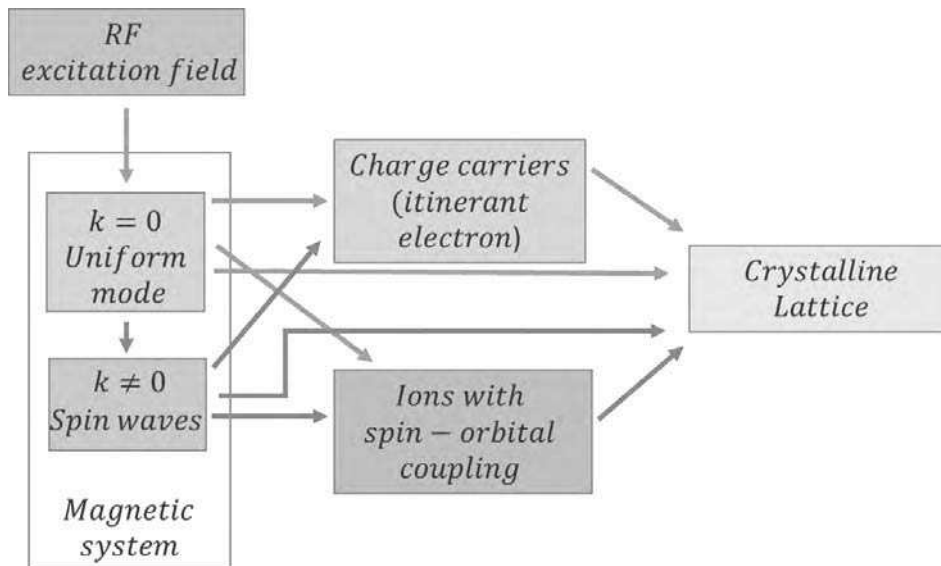 RF
excitation field
k = 0
Uniform
mode
k ≠ 0
Spin waves
Magnetic
system
Charge carriers
(itinerant
electron)
Ions with
spin − orbital
coupling
Crystalline
Lattice